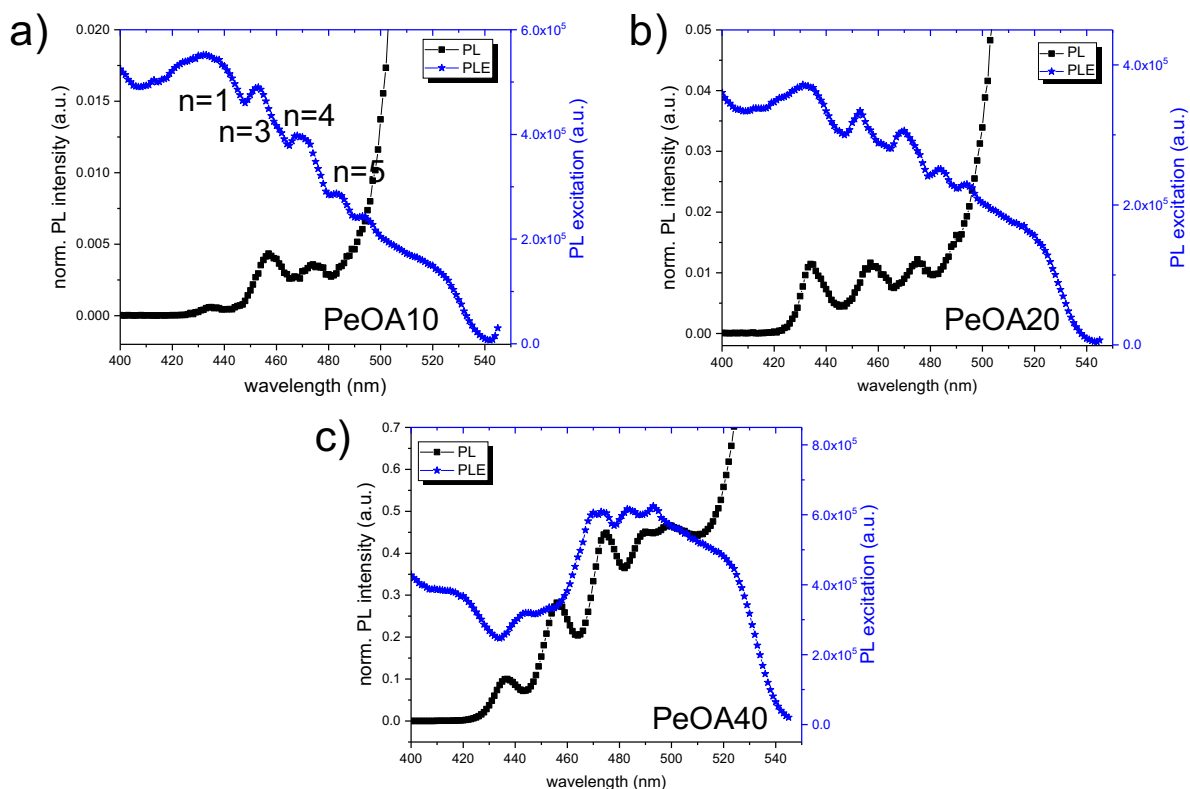 a)
norm. PL intensity (a.u.)
0.020
0.015
0.010
0.005
0.000
PL
PLE
n=1
n=3
n=4
n=5
PeOA10
6.0x10⁵
4.0x10⁵
2.0x10⁵
0.0
PL excitation (a.u.)
400 420 440 460 480 500 520 540
wavelength (nm)
b)
norm. PL intensity (a.u.)
0.05
0.04
0.03
0.02
0.01
0.00
PL
PLE
PeOA20
4.0x10⁵
2.0x10⁵
0.0
PL excitation (a.u.)
400 420 440 460 480 500 520 540
wavelength (nm)
c)
norm. PL intensity (a.u.)
0.7
0.6
0.5
0.4
0.3
0.2
0.1
0.0
PL
PLE
PeOA40
8.0x10⁵
6.0x10⁵
4.0x10⁵
2.0x10⁵
0.0
PL excitation (a.u.)
400 420 440 460 480 500 520 540
wavelength (nm)